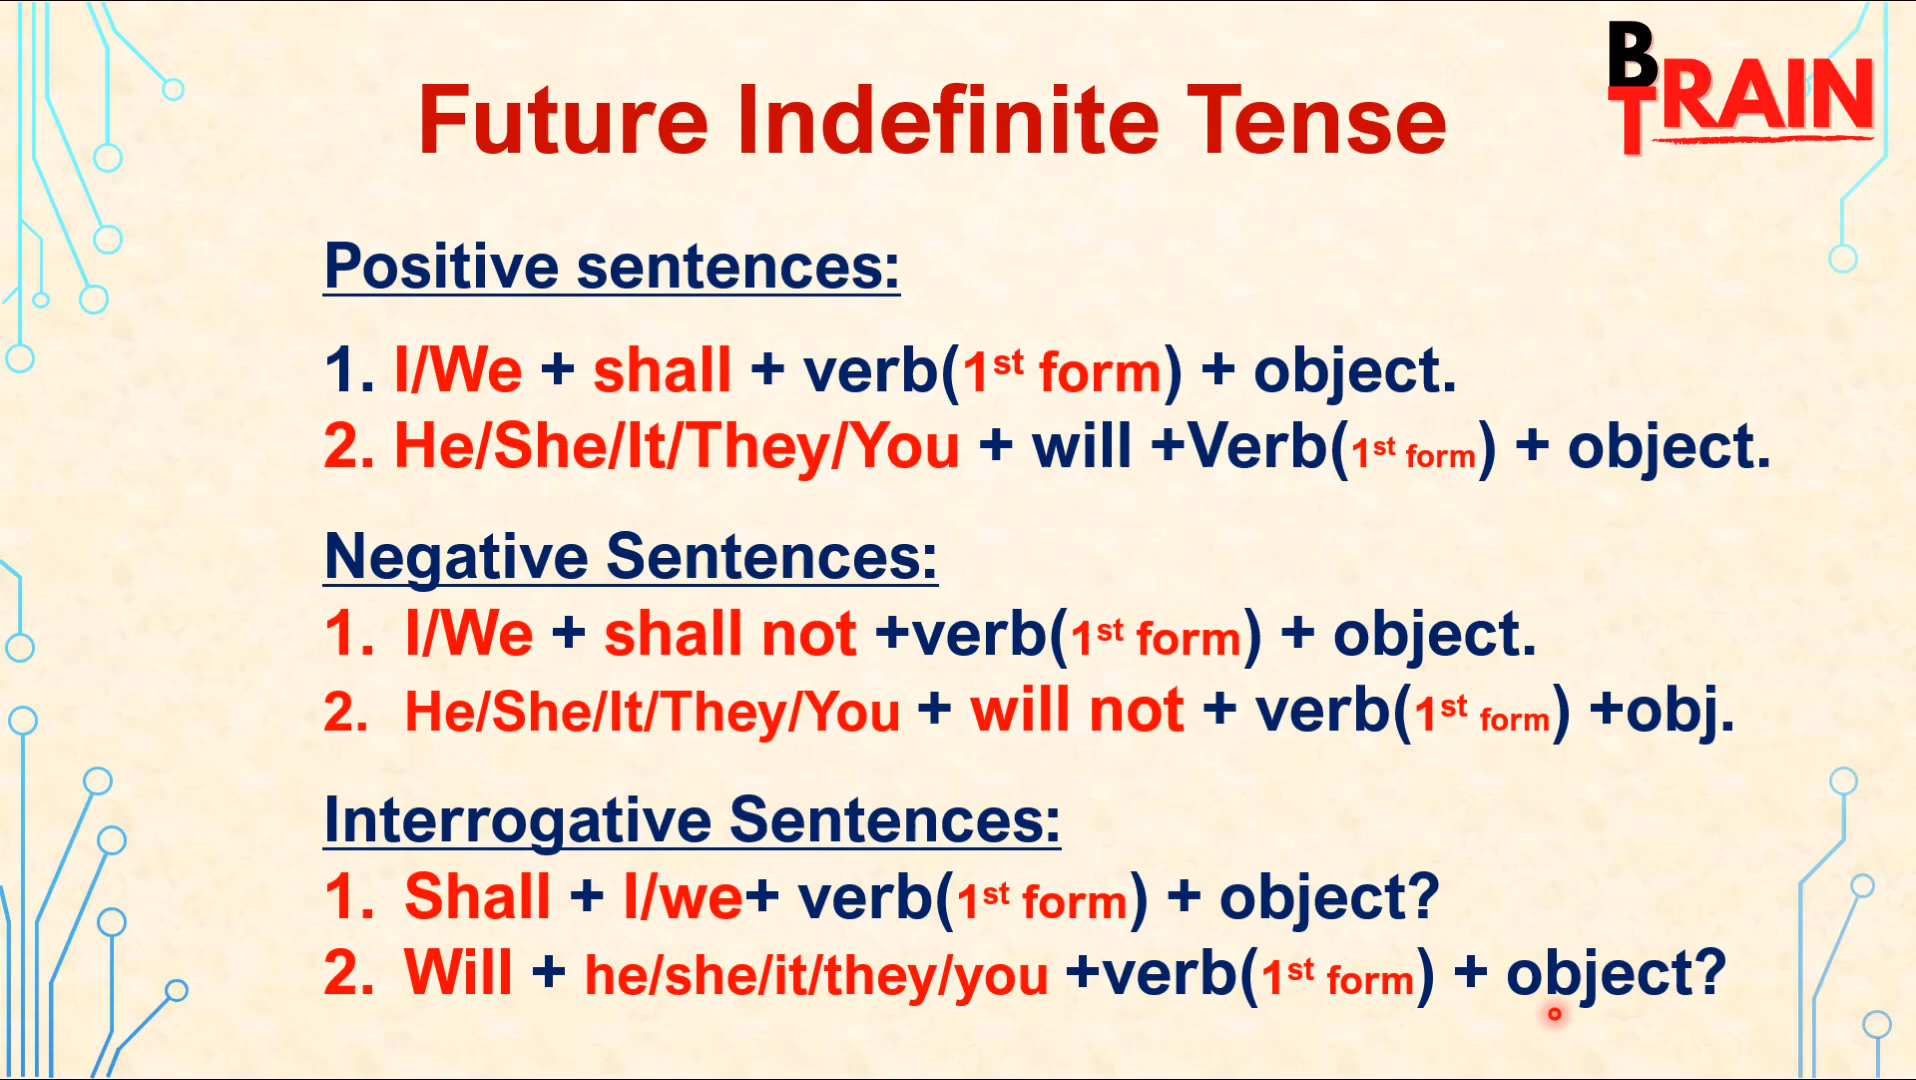 BRAIN
T
Future Indefinite Tense
Positive sentences:
1. I/We + shall + verb(1st form) + object.
2. He/She/It/They/You + will +Verb(1st form) + object.
Negative Sentences:
1. I/We + shall not +verb(1st form) + object.
2. He/She/It/They/You + will not + verb(1st form) +obj.
Interrogative Sentences:
1. Shall + I/we+ verb(1st form) + object?
2. Will + he/she/it/they/you +verb(1st form) + object?